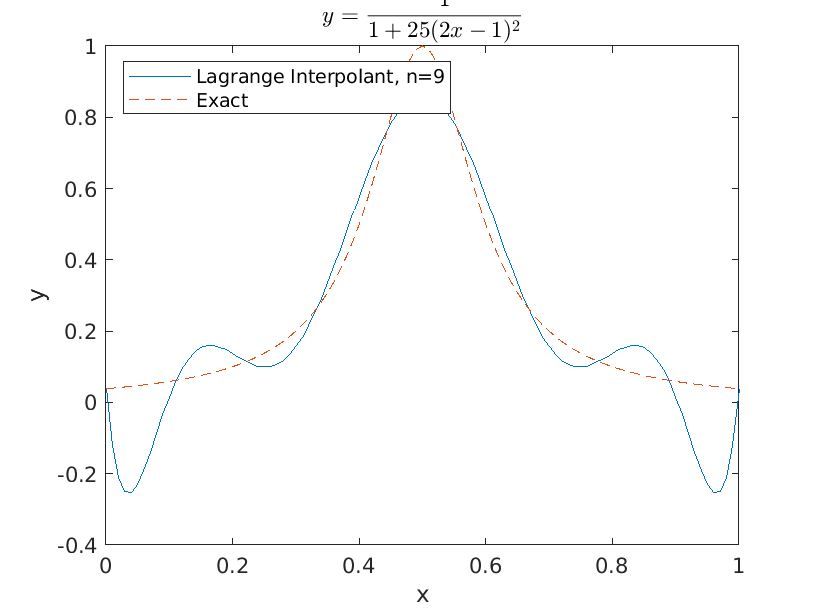 y = 1/(1 + 25(2x − 1)²)
Lagrange Interpolant, n=9
Exact
1
0.8
0.6
0.4
0.2
0
-0.2
-0.4
y
0
0.2
0.4
0.6
0.8
1
x